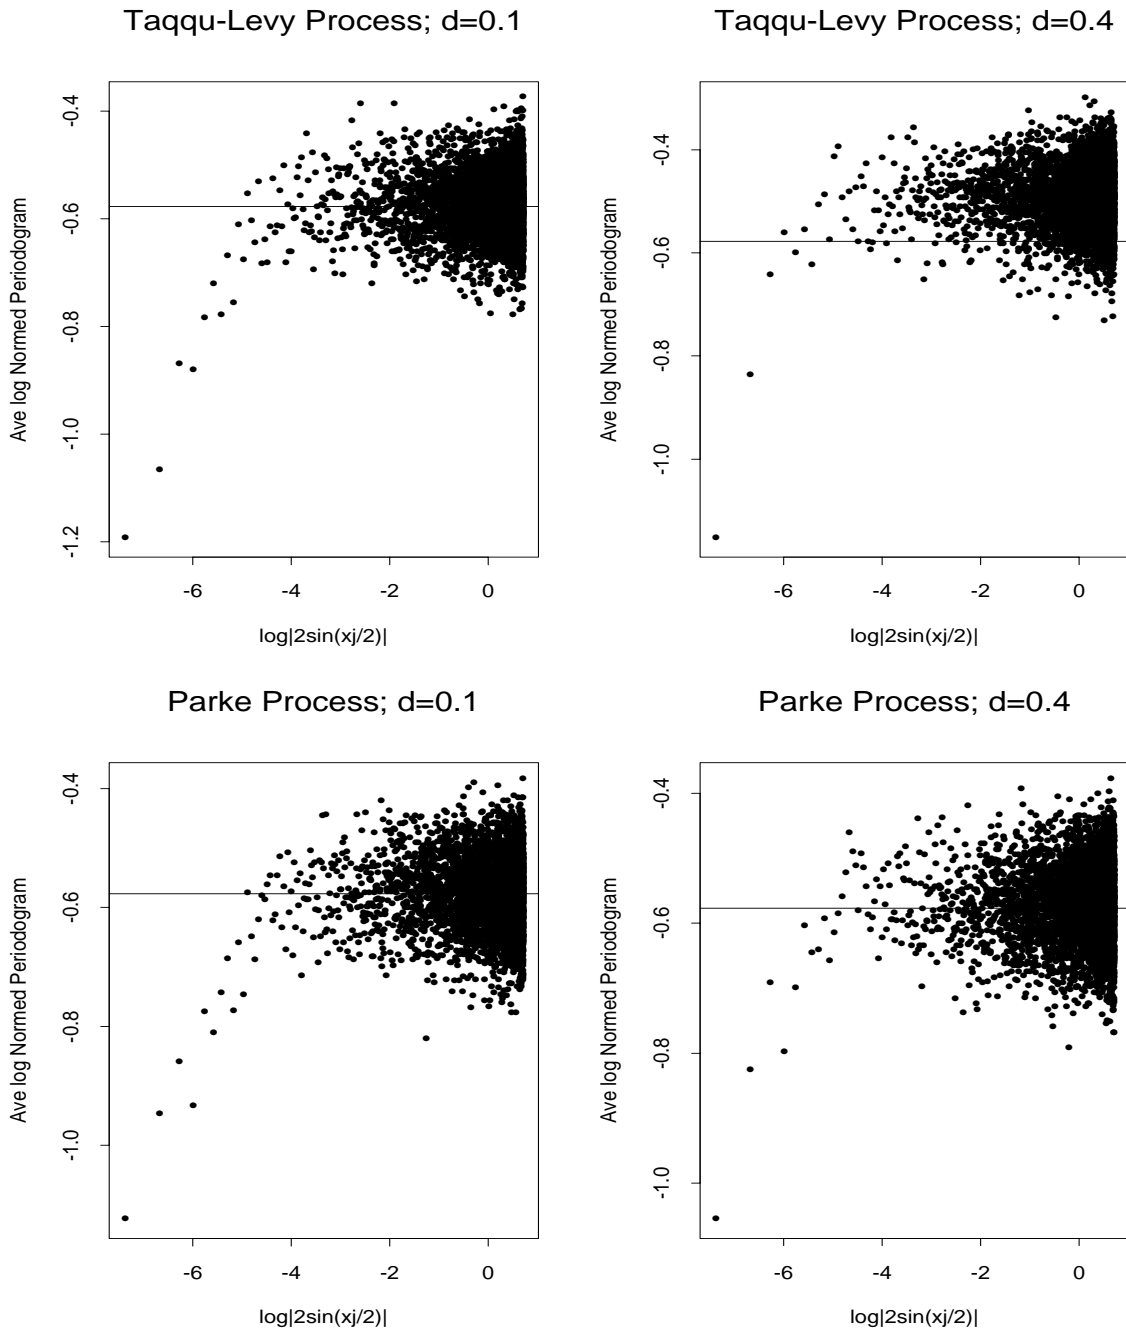 Taqqu-Levy Process; d=0.1
Ave log Normed Periodogram
-0.4
-0.6
-0.8
-1.0
-1.2
-6 -4 -2 0
log|2sin(xj/2)|
Taqqu-Levy Process; d=0.4
Ave log Normed Periodogram
-0.4
-0.6
-0.8
-1.0
-6 -4 -2 0
log|2sin(xj/2)|
Parke Process; d=0.1
Ave log Normed Periodogram
-0.4
-0.6
-0.8
-1.0
-6 -4 -2 0
log|2sin(xj/2)|
Parke Process; d=0.4
Ave log Normed Periodogram
-0.4
-0.6
-0.8
-1.0
-6 -4 -2 0
log|2sin(xj/2)|